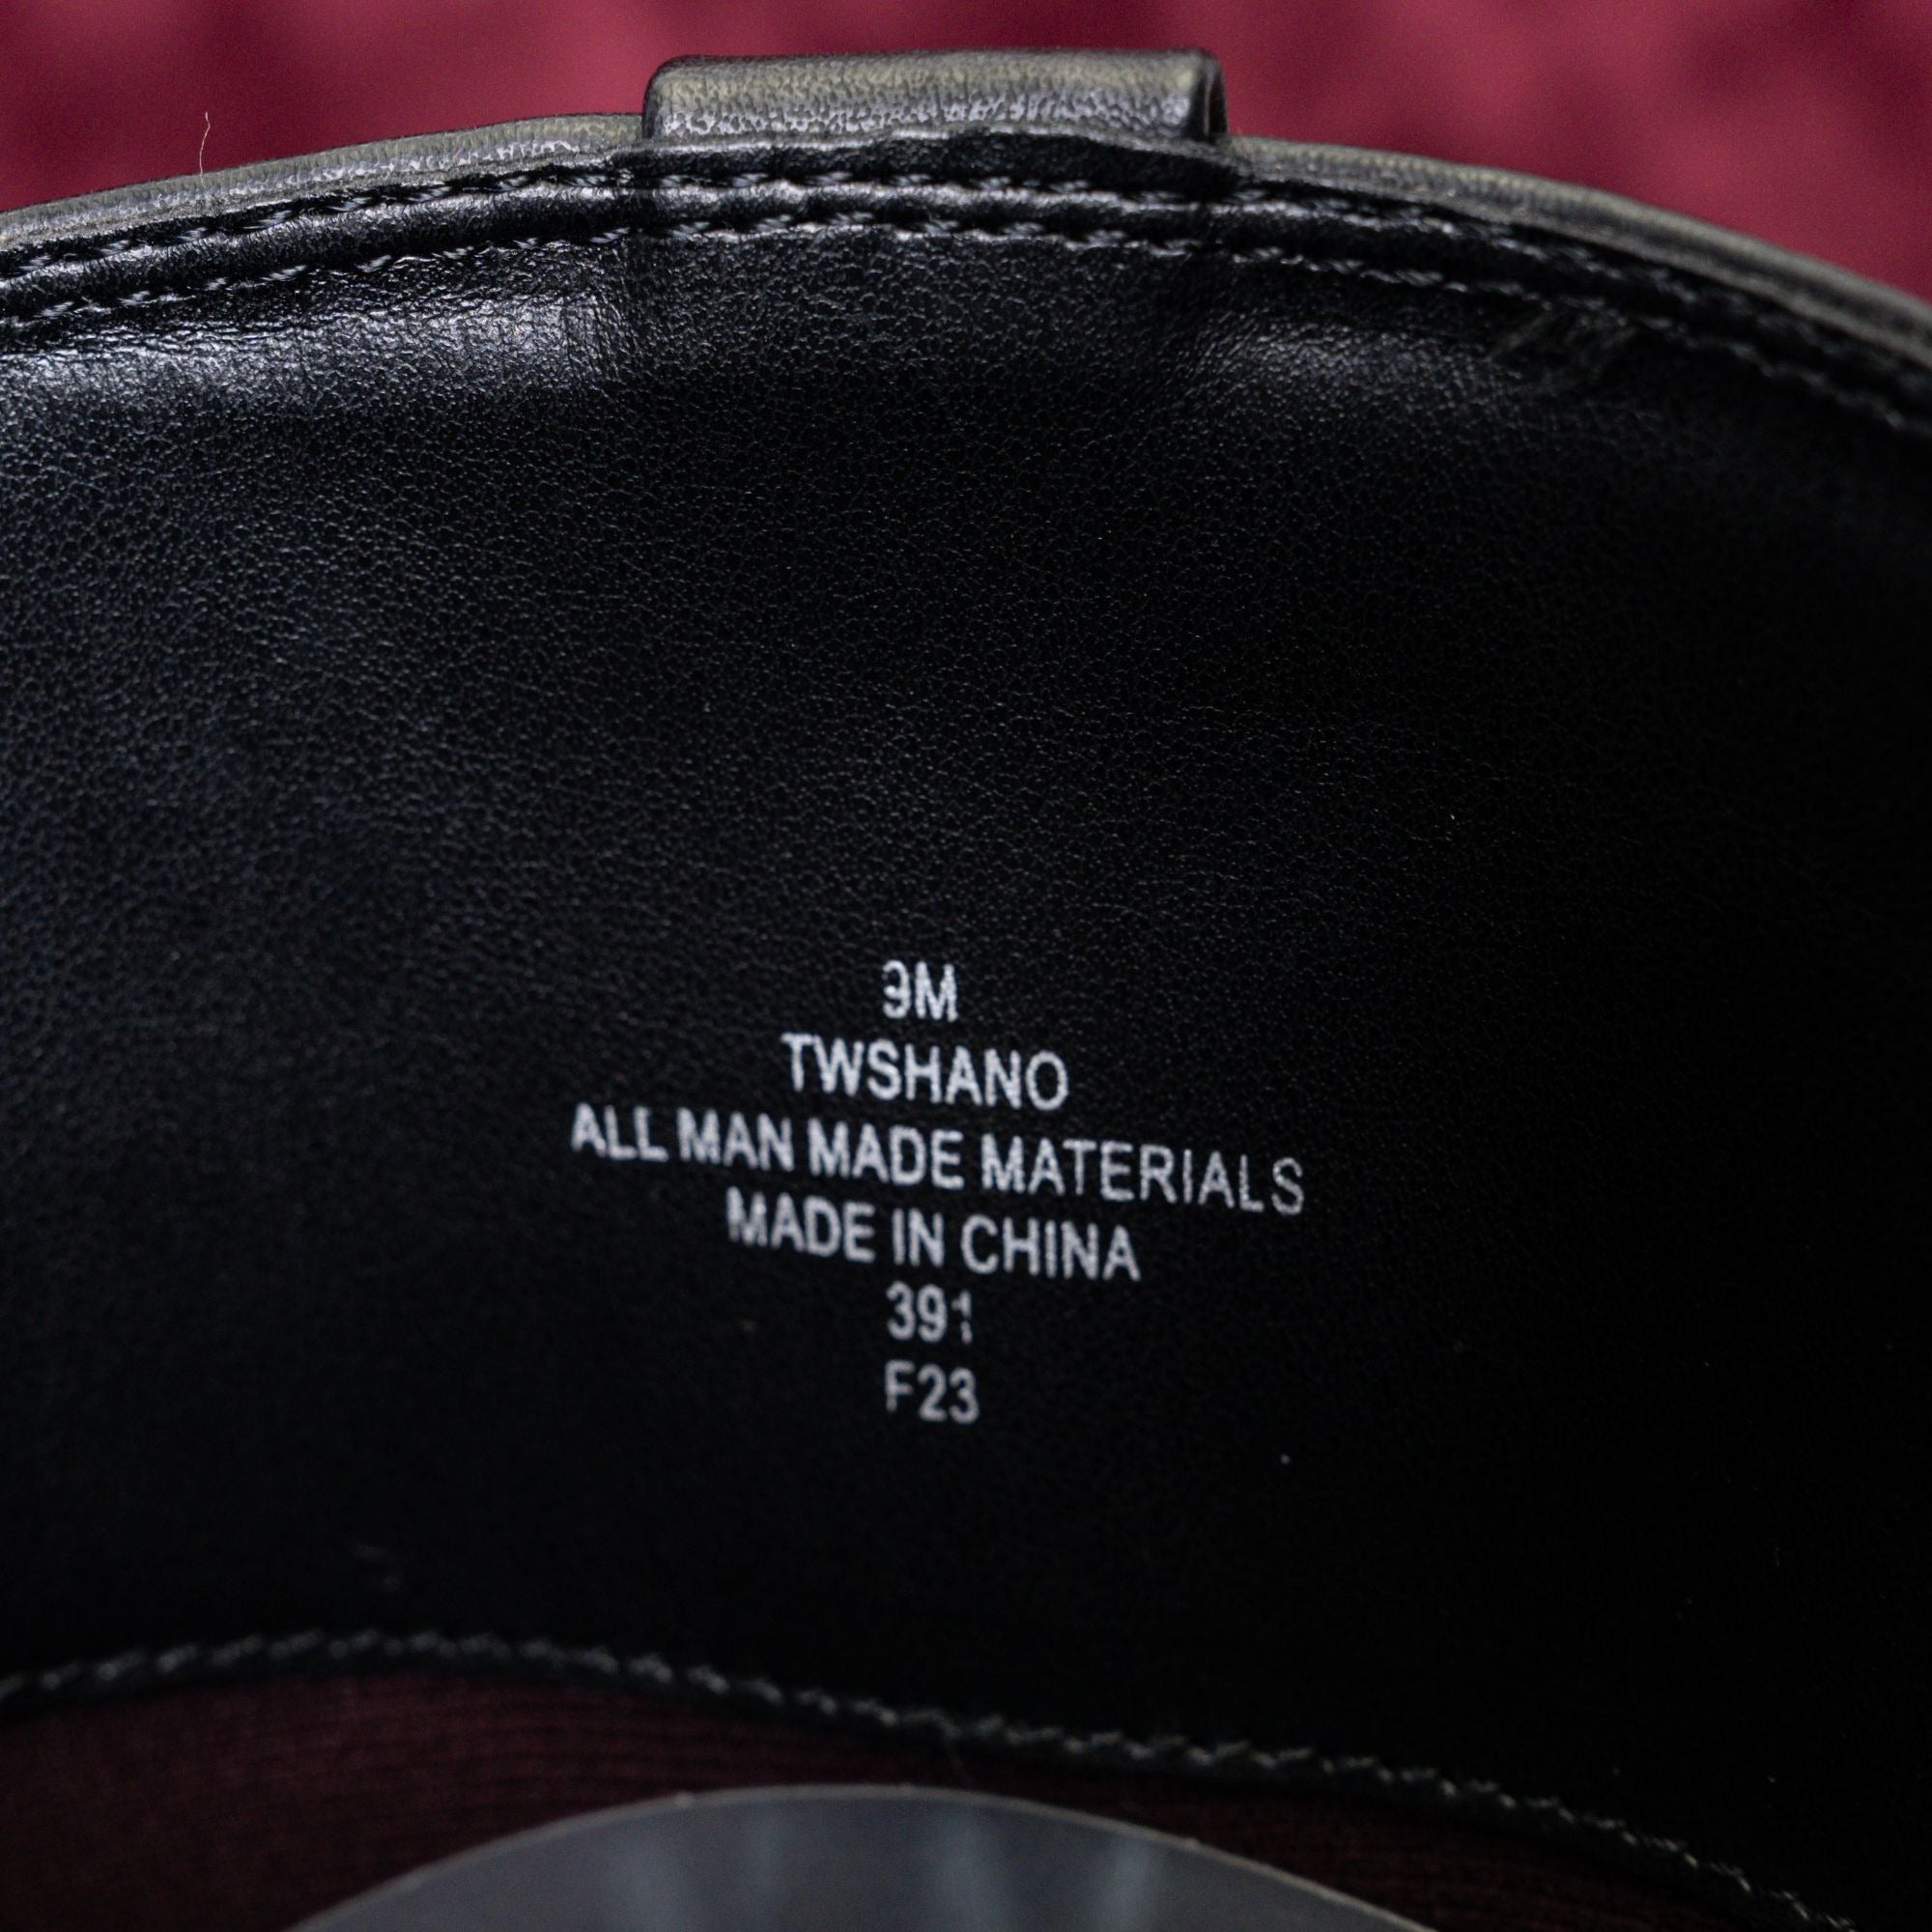 9M
TWSHANO
ALL MAN MADE MATERIALS
MADE IN CHINA
391
F23